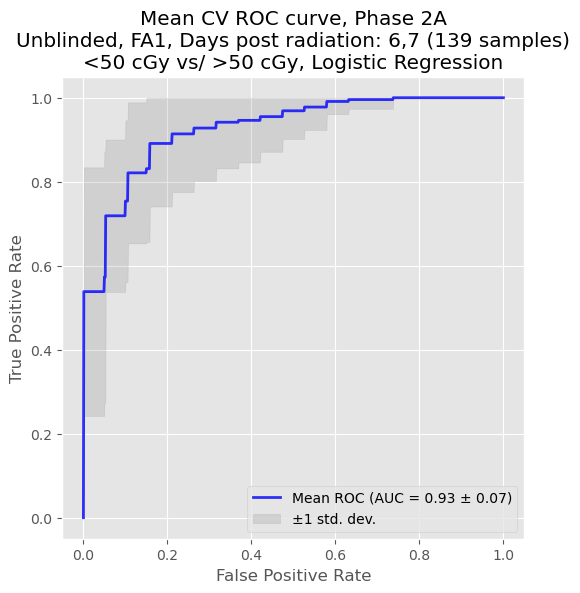 Mean CV ROC curve, Phase 2A
Unblinded, FA1, Days post radiation: 6,7 (139 samples)
<50 cGy vs/ >50 cGy, Logistic Regression
1.0
0.8
0.6
0.4
0.2
0.0
True Positive Rate
Mean ROC (AUC = 0.93 ± 0.07)
±1 std. dev.
0.0 0.2 0.4 0.6 0.8 1.0
False Positive Rate